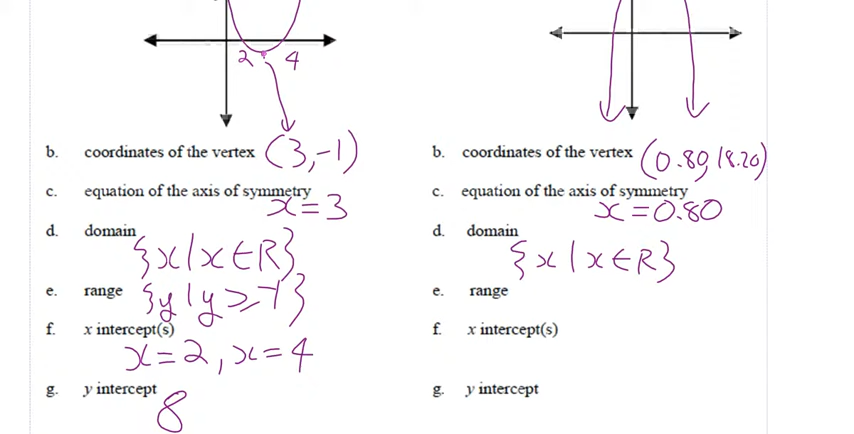 2 4
b. coordinates of the vertex (3, -1)
c. equation of the axis of symmetry
x = 3
d. domain
{x | x ∈ R}
e. range {y | y ≥ -1}
f. x intercept(s)
x = 2, x = 4
g. y intercept
8
b. coordinates of the vertex (0.80, 18.20)
c. equation of the axis of symmetry
x = 0.80
d. domain
{x | x ∈ R}
e. range
f. x intercept(s)
g. y intercept